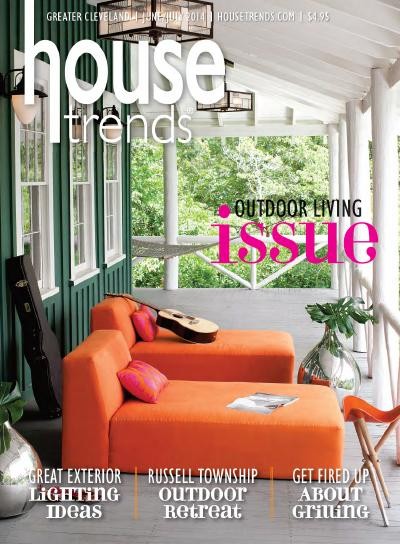 GREATER CLEVELAND | JUNE/JULY 2014 | HOUSETRENDS.COM | $4.95
house
trends®
OUTDOOR LIVING
issue
GREAT EXTERIOR
LIGHTING
IDEAS
RUSSELL TOWNSHIP
OUTDOOR
Retreat
GET FIRED UP
ABOUT
Grilling